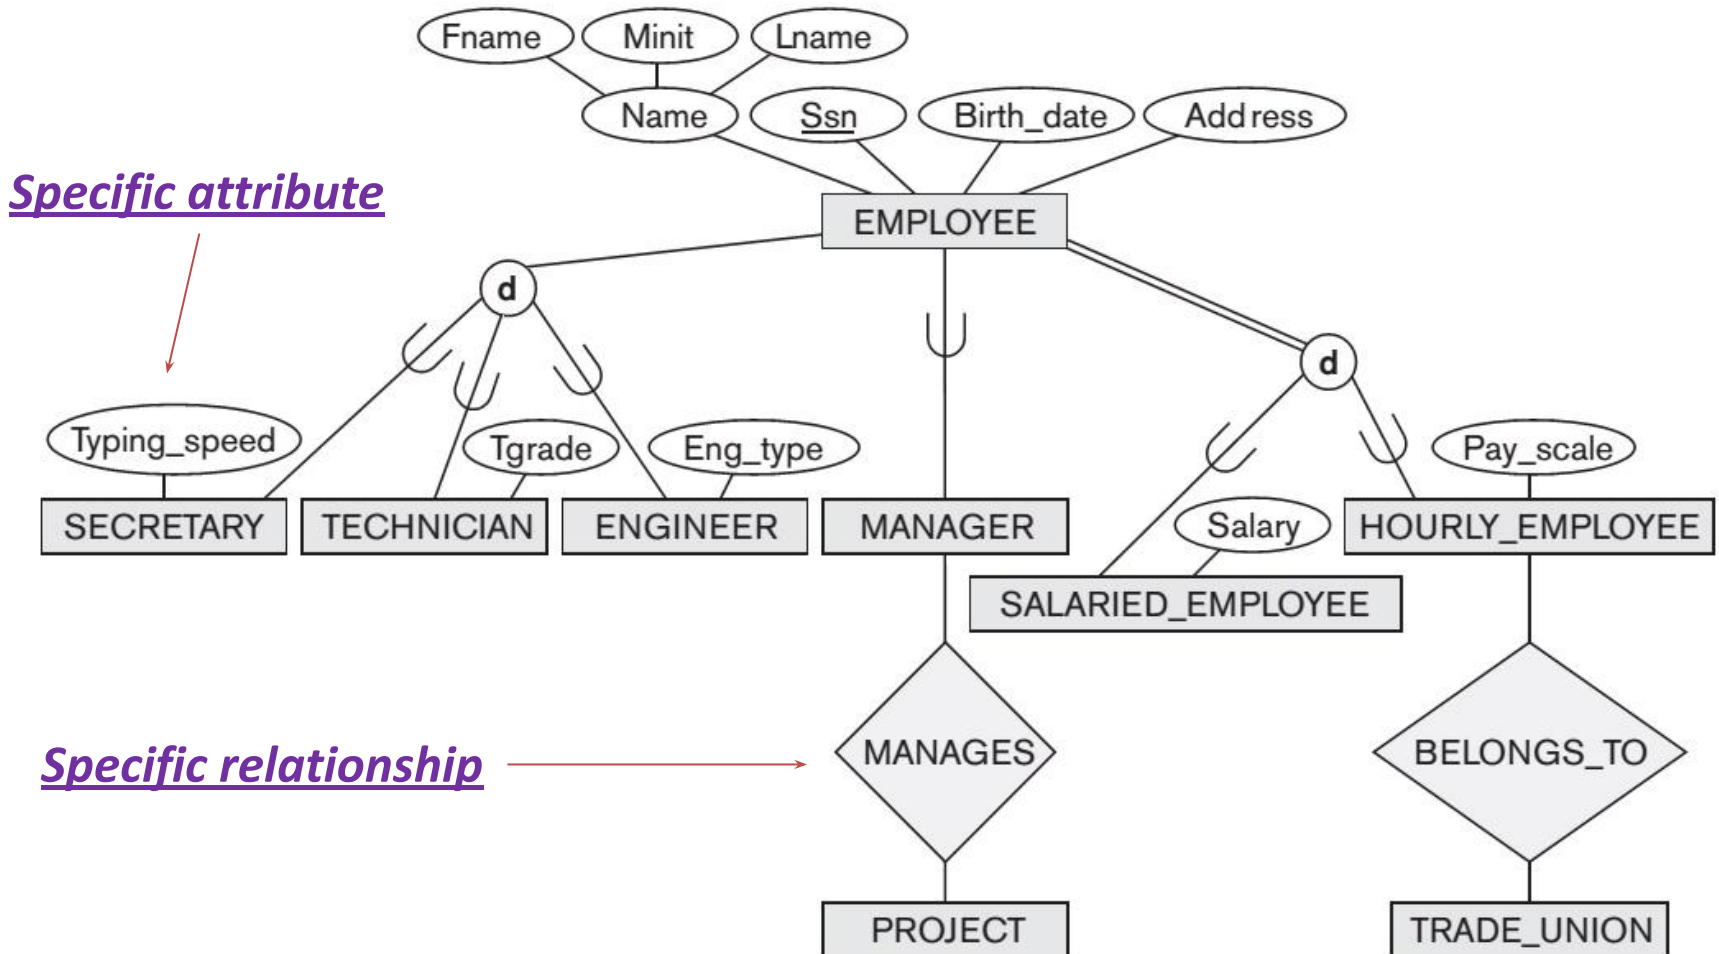 Fname Minit Lname
Name Ssn Birth_date Address
Specific attribute
EMPLOYEE
d
d
Typing_speed Tgrade Eng_type Pay_scale
SECRETARY TECHNICIAN ENGINEER MANAGER Salary HOURLY_EMPLOYEE
SALARIED_EMPLOYEE
Specific relationship MANAGES BELONGS_TO
PROJECT TRADE_UNION